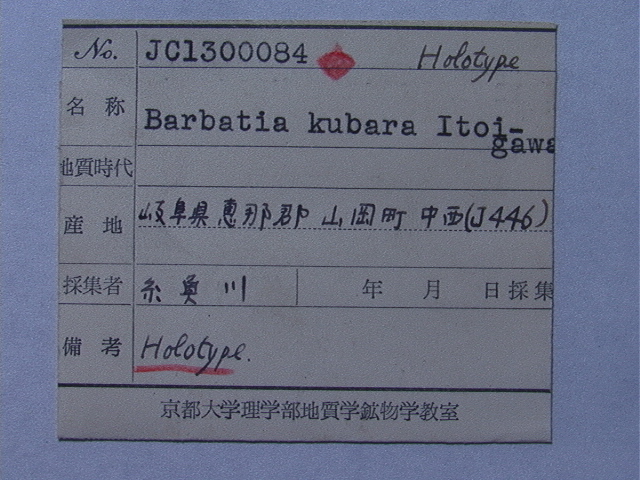 No. JC1300084 Holotype
名 称 Barbatia kubara Itoi-
gawa
地質時代
産 地 岐阜県恵那郡 山岡町 中西(J446)
採集者 糸魚川 年 月 日採集
備 考 Holotype.
京都大学理学部地質学鉱物学教室